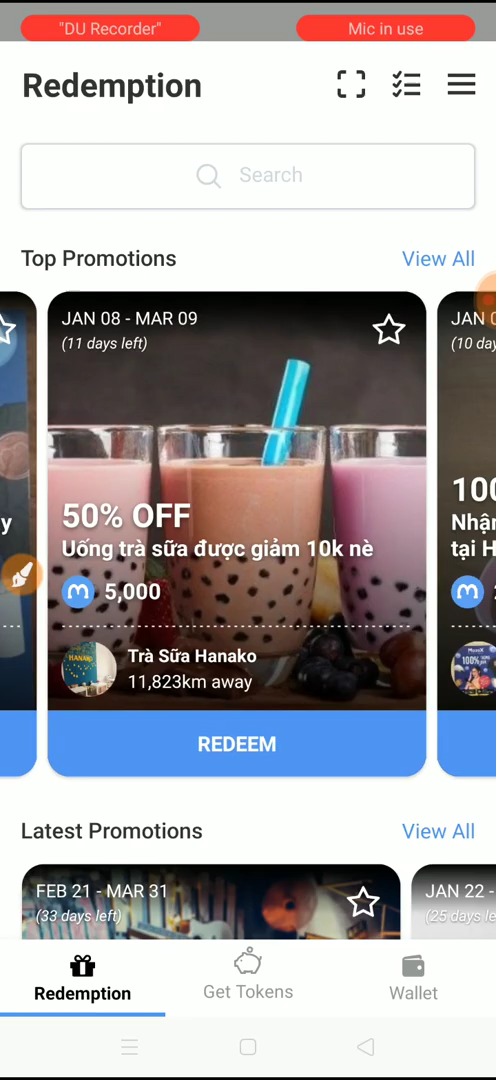 "DU Recorder"
Mic in use
Redemption
Search
Top Promotions
View All
JAN 08 - MAR 09
(11 days left)
50% OFF
Uống trà sữa được giảm 10k nè
5,000
HANAKO
Trà Sữa Hanako
11,823km away
REDEEM
y
JAN
(10 day
100
Nhận
tại H
100%
Latest Promotions
View All
FEB 21 - MAR 31
(33 days left)
JAN 22 -
(25 days le
Redemption
Get Tokens
Wallet